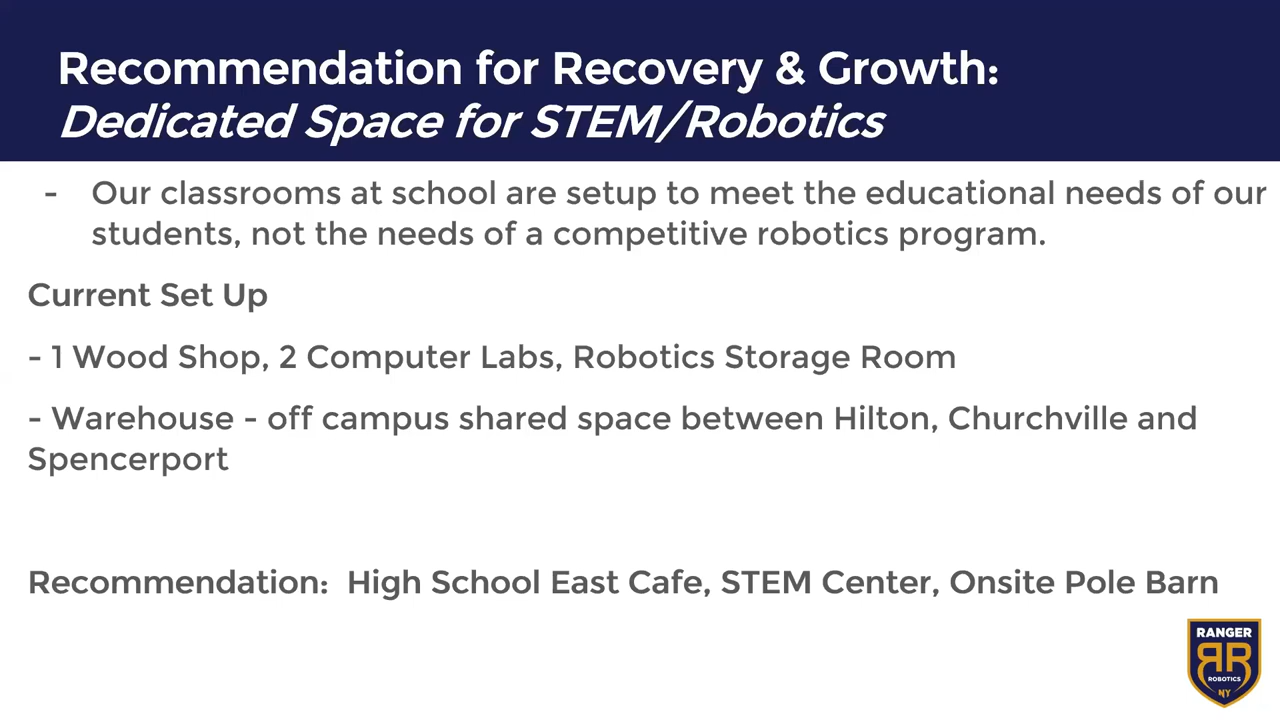 Recommendation for Recovery & Growth:
Dedicated Space for STEM/Robotics
- Our classrooms at school are setup to meet the educational needs of our
students, not the needs of a competitive robotics program.
Current Set Up
- 1 Wood Shop, 2 Computer Labs, Robotics Storage Room
- Warehouse - off campus shared space between Hilton, Churchville and
Spencerport
Recommendation: High School East Cafe, STEM Center, Onsite Pole Barn
RANGER
RR
ROBOTICS
NY